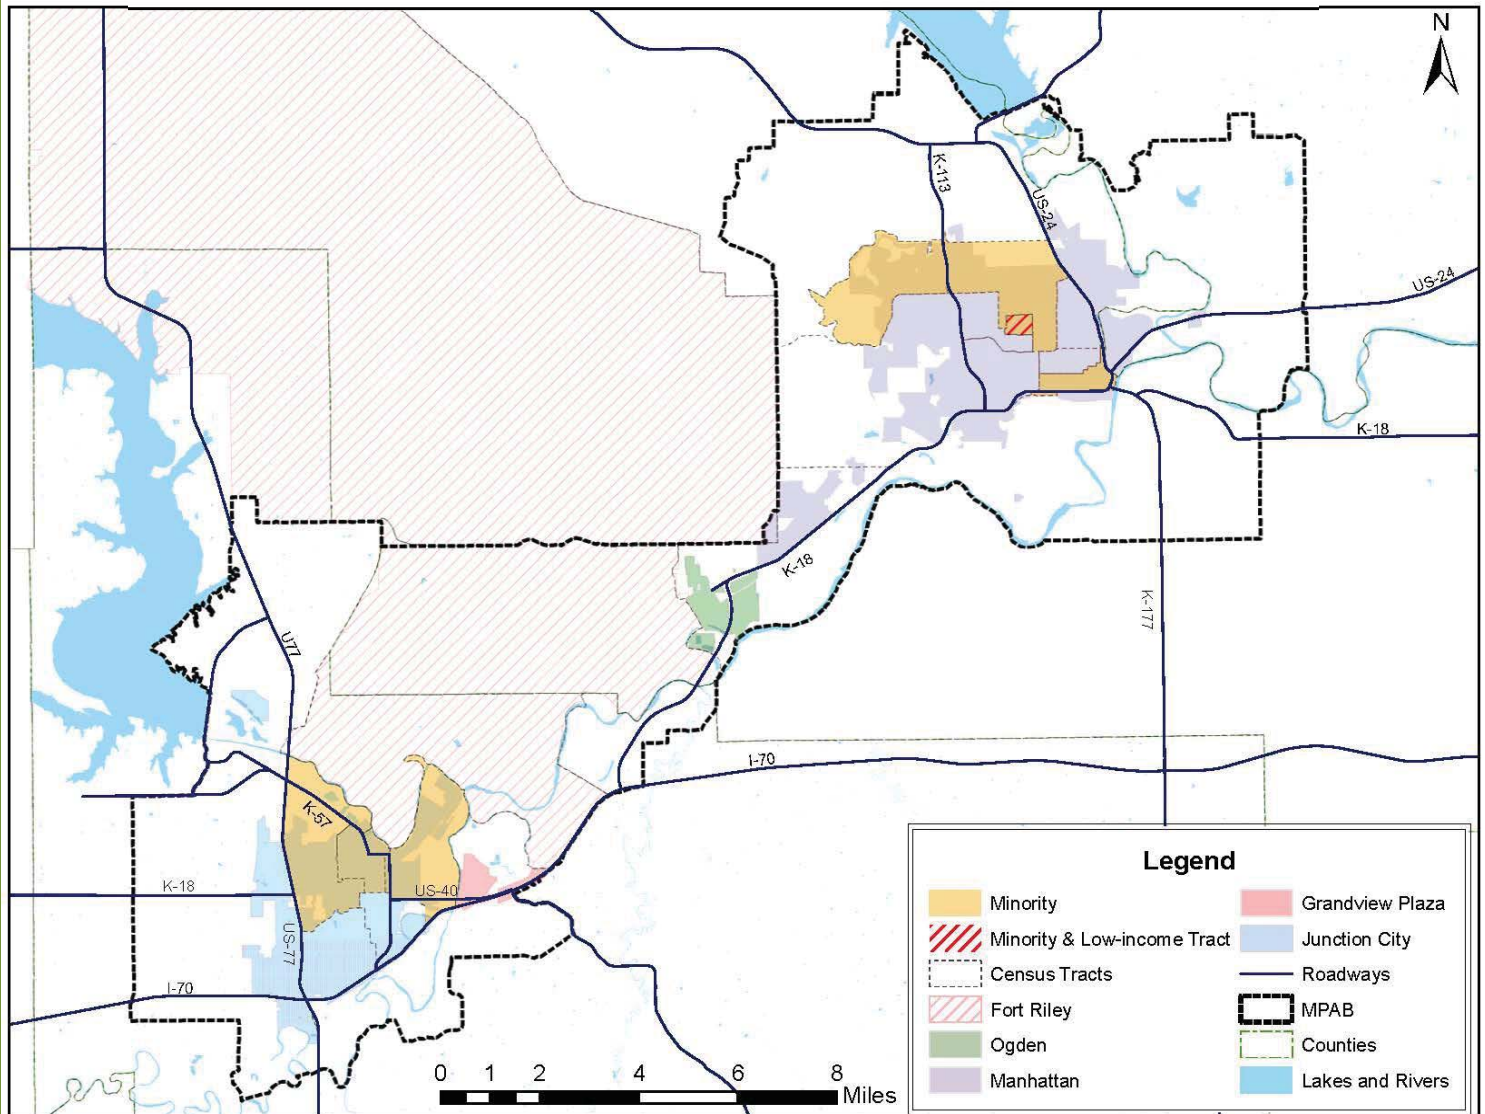 N
K-113
US-24
US-24
K-18
K-18
K-177
U77
I-70
K-57
K-18
US-40
US-77
I-70
0 1 2 4 6 8
Miles
Legend
Minority
Minority & Low-income Tract
Census Tracts
Fort Riley
Ogden
Manhattan
Grandview Plaza
Junction City
Roadways
MPAB
Counties
Lakes and Rivers